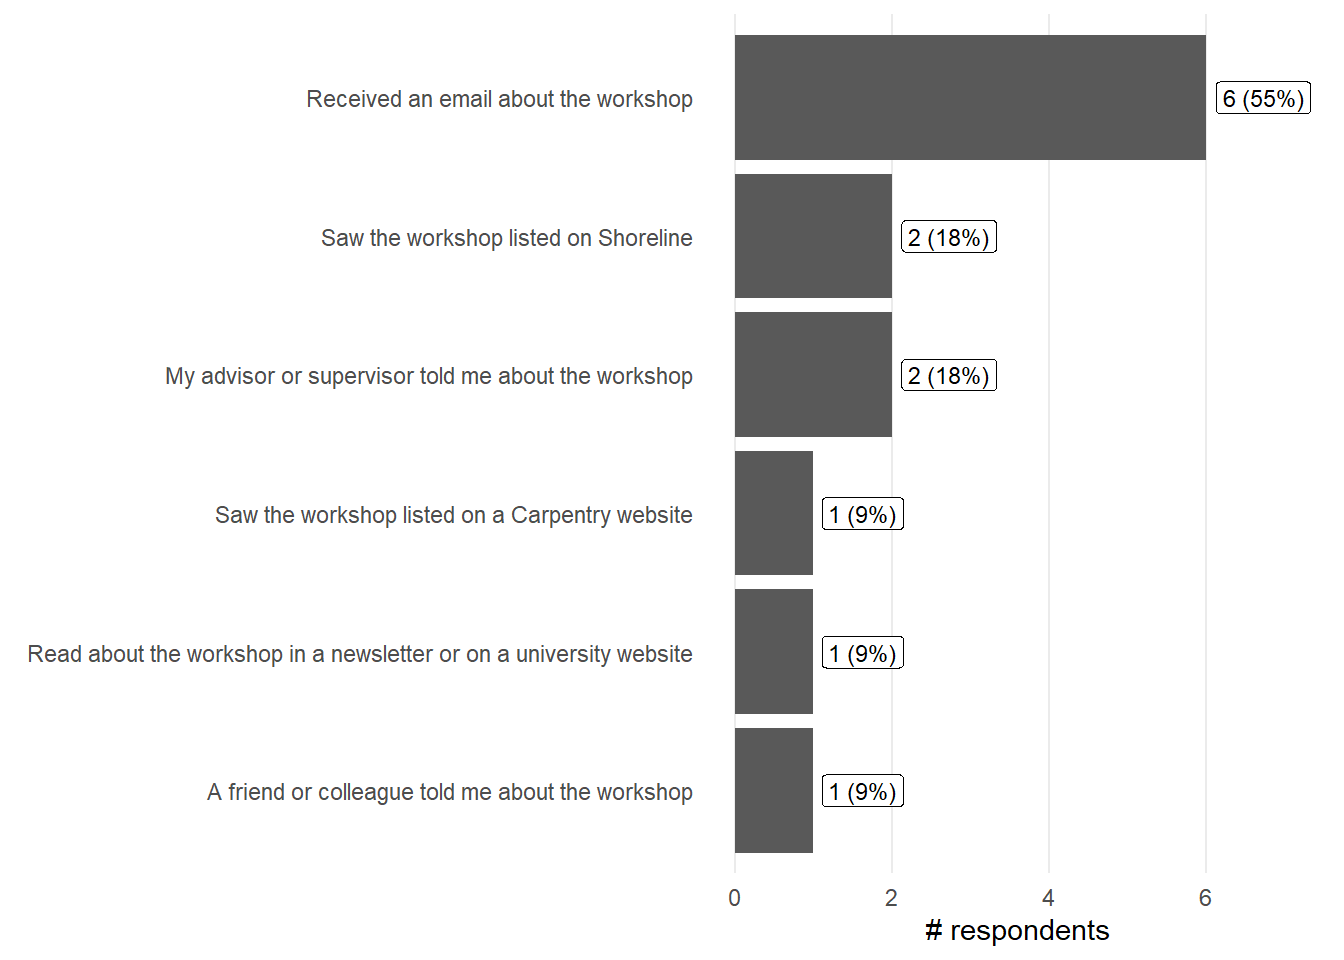 Received an email about the workshop
6 (55%)
Saw the workshop listed on Shoreline
2 (18%)
My advisor or supervisor told me about the workshop
2 (18%)
Saw the workshop listed on a Carpentry website
1 (9%)
Read about the workshop in a newsletter or on a university website
1 (9%)
A friend or colleague told me about the workshop
1 (9%)
0 2 4 6
# respondents